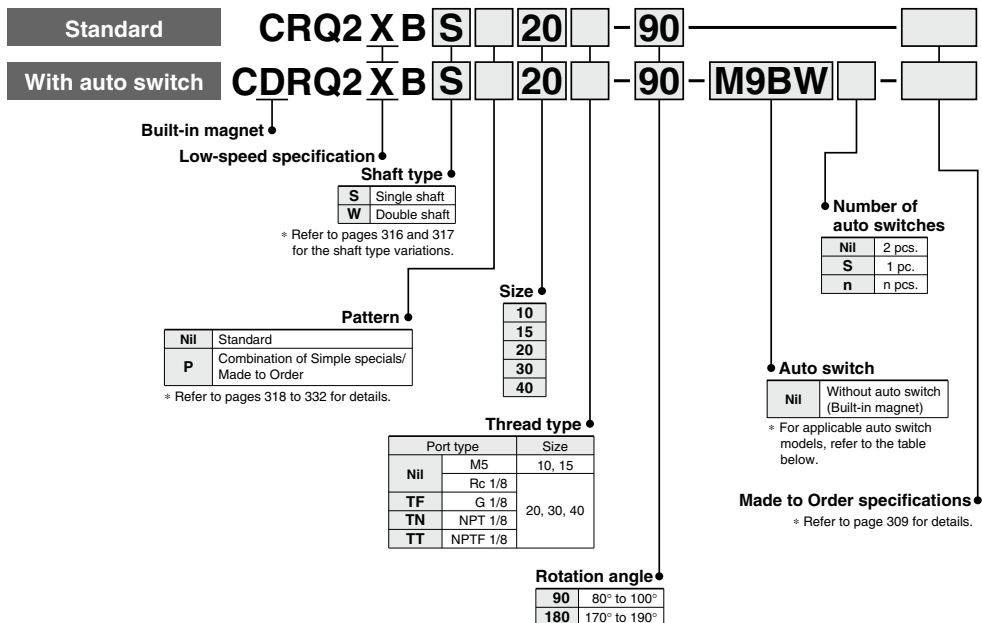 Standard CRQ2 X B S 20 - 90
With auto switch CDRQ2 X B S 20 - 90 - M9BW -
Built-in magnet
Low-speed specification
Shaft type
S Single shaft
W Double shaft
* Refer to pages 316 and 317
for the shaft type variations.
Number of
auto switches
Nil 2 pcs.
S 1 pc.
n n pcs.
Pattern
Nil Standard
P Combination of Simple specials/
Made to Order
* Refer to pages 318 to 332 for details.
Size
10
15
20
30
40
Auto switch
Nil Without auto switch
(Built-in magnet)
* For applicable auto switch
models, refer to the table
below.
Thread type
Port type Size
Nil M5 10, 15
Rc 1/8 20, 30, 40
TF G 1/8
TN NPT 1/8
TT NPTF 1/8
Made to Order specifications
* Refer to page 309 for details.
Rotation angle
90 80° to 100°
180 170° to 190°